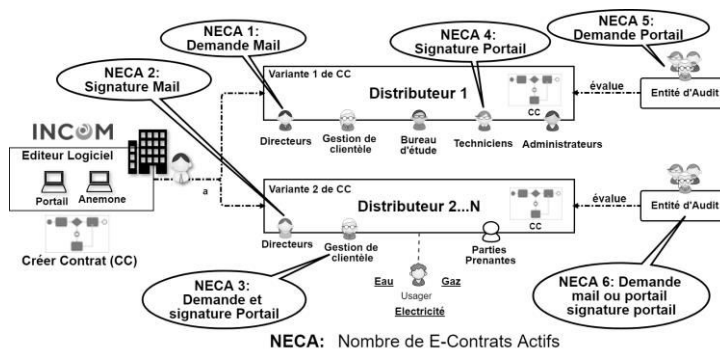 NECA 1:
Demande Mail
NECA 4:
Signature Portail
NECA 5:
Demande Portail
NECA 2:
Signature Mail
Variante 1 de CC
Distributeur 1
CC
évalue
Entité d'Audit
Directeurs
Gestion de
clientèle
Bureau
d'étude
Techniciens
Administrateurs
INCOM
Editeur Logiciel
Portail
Anemone
a
Créer Contrat (CC)
Variante 2 de CC
Distributeur 2...N
CC
évalue
Entité d'Audit
Directeurs
Gestion de
clientèle
Parties
Prenantes
NECA 3:
Demande et
signature Portail
Eau
Gaz
Usager
Electricité
NECA 6: Demande
mail ou portail
signature portail
NECA: Nombre de E-Contrats Actifs